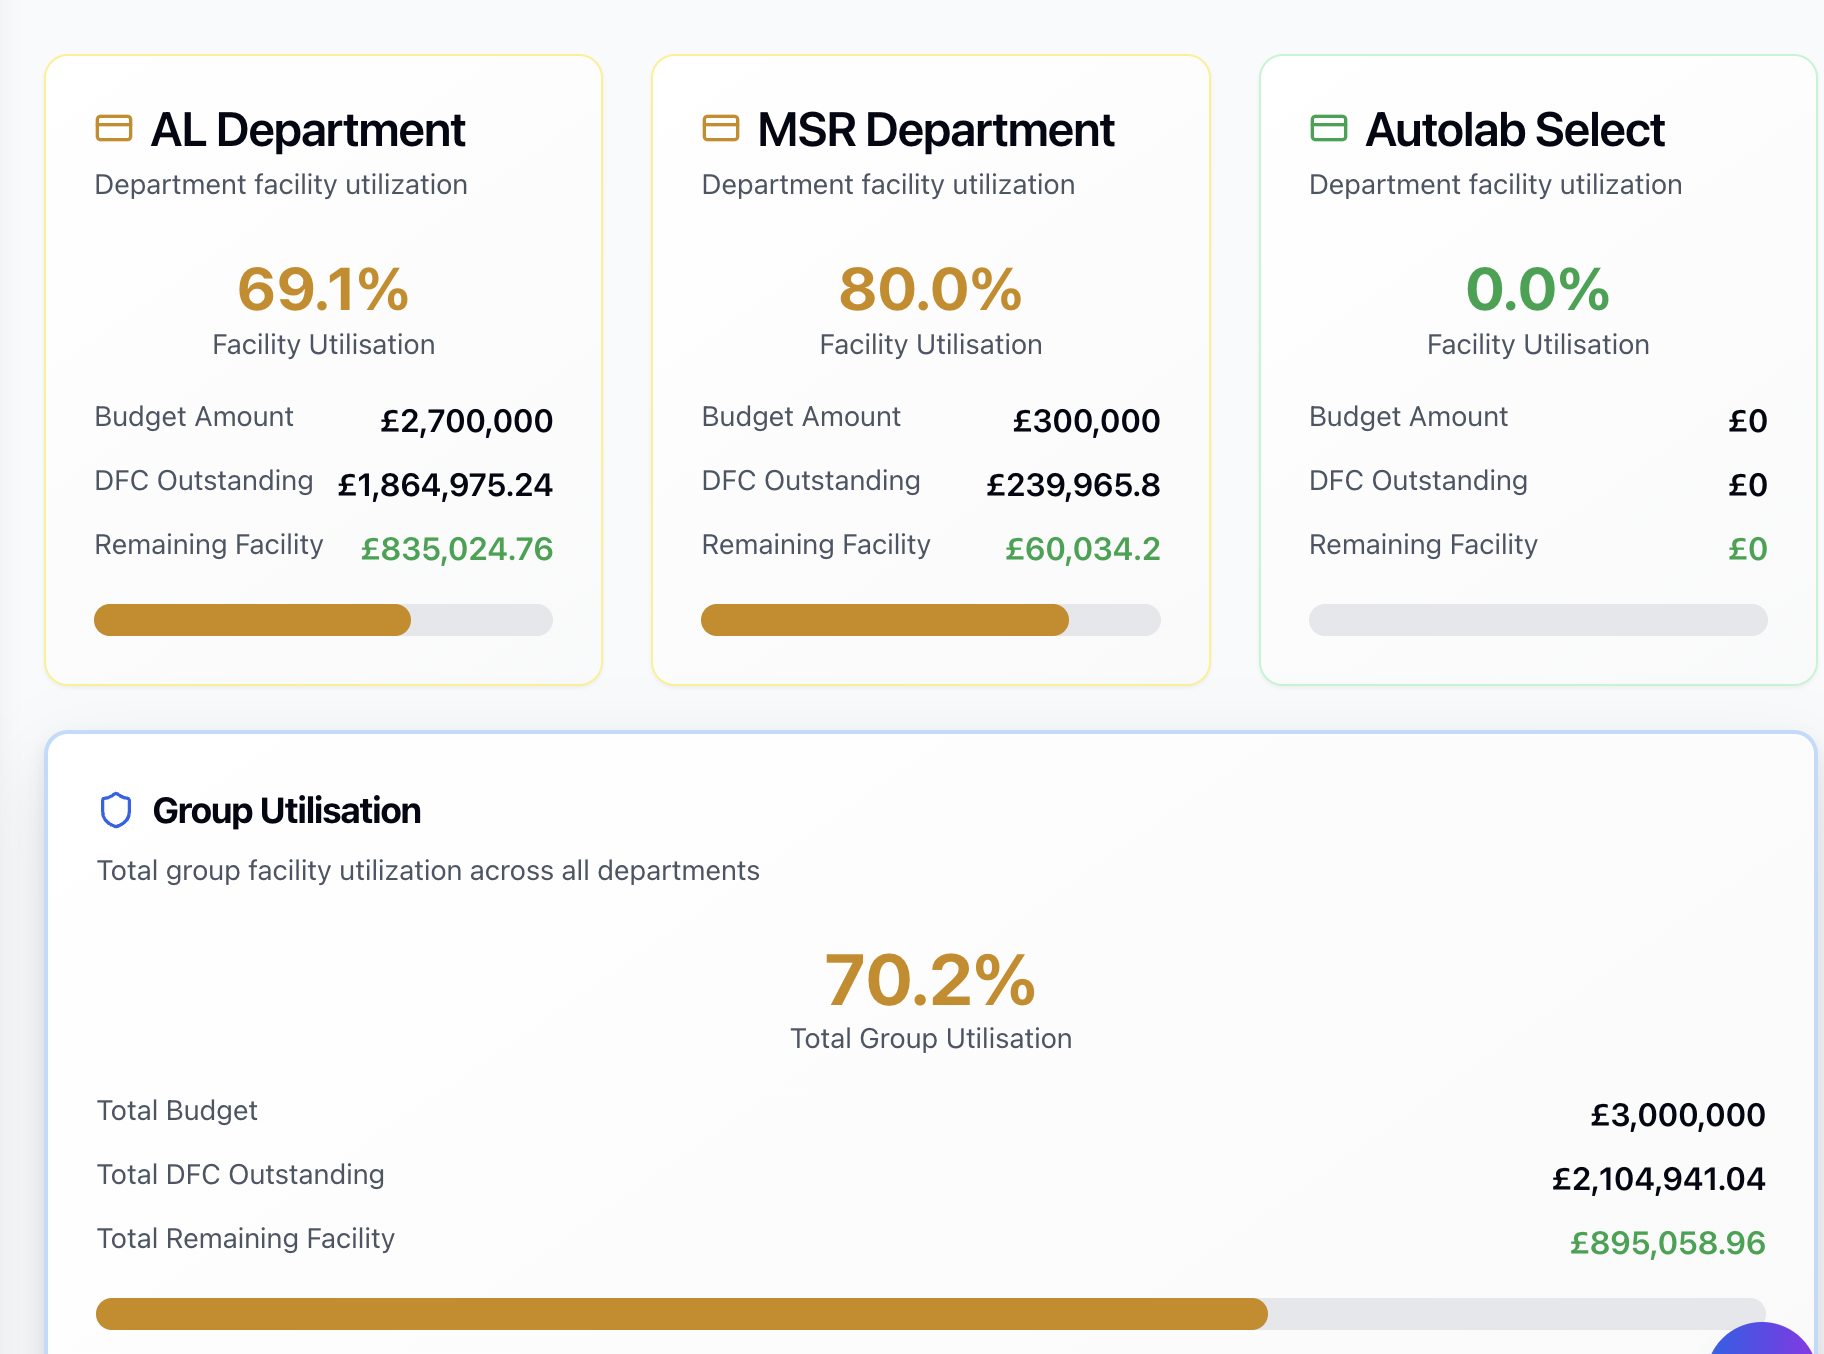 AL Department
Department facility utilization
69.1%
Facility Utilisation
Budget Amount £2,700,000
DFC Outstanding £1,864,975.24
Remaining Facility £835,024.76
MSR Department
Department facility utilization
80.0%
Facility Utilisation
Budget Amount £300,000
DFC Outstanding £239,965.8
Remaining Facility £60,034.2
Autolab Select
Department facility utilization
0.0%
Facility Utilisation
Budget Amount £0
DFC Outstanding £0
Remaining Facility £0
Group Utilisation
Total group facility utilization across all departments
70.2%
Total Group Utilisation
Total Budget £3,000,000
Total DFC Outstanding £2,104,941.04
Total Remaining Facility £895,058.96